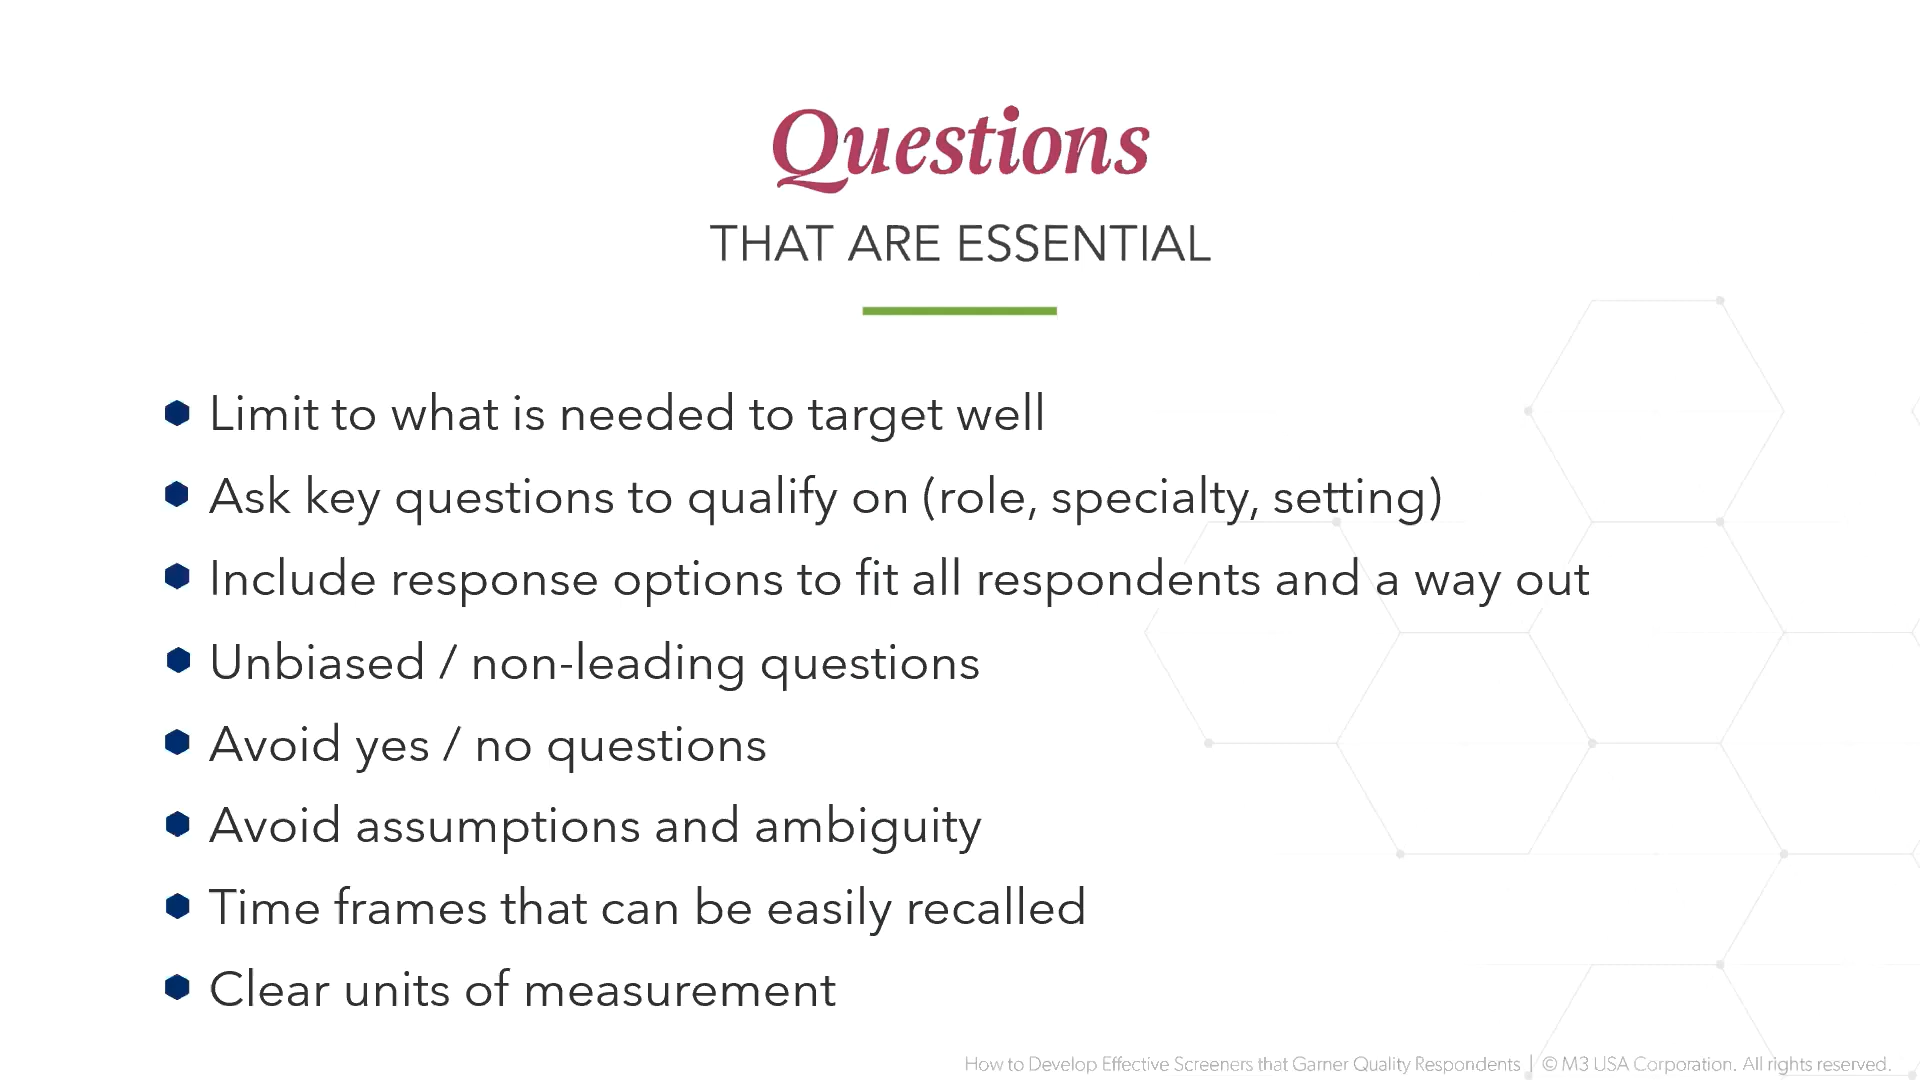 Questions
THAT ARE ESSENTIAL
Limit to what is needed to target well
Ask key questions to qualify on (role, specialty, setting)
Include response options to fit all respondents and a way out
Unbiased / non-leading questions
Avoid yes / no questions
Avoid assumptions and ambiguity
Time frames that can be easily recalled
Clear units of measurement
How to Develop Effective Screeners that Garner Quality Respondents | © M3 USA Corporation. All rights reserved.